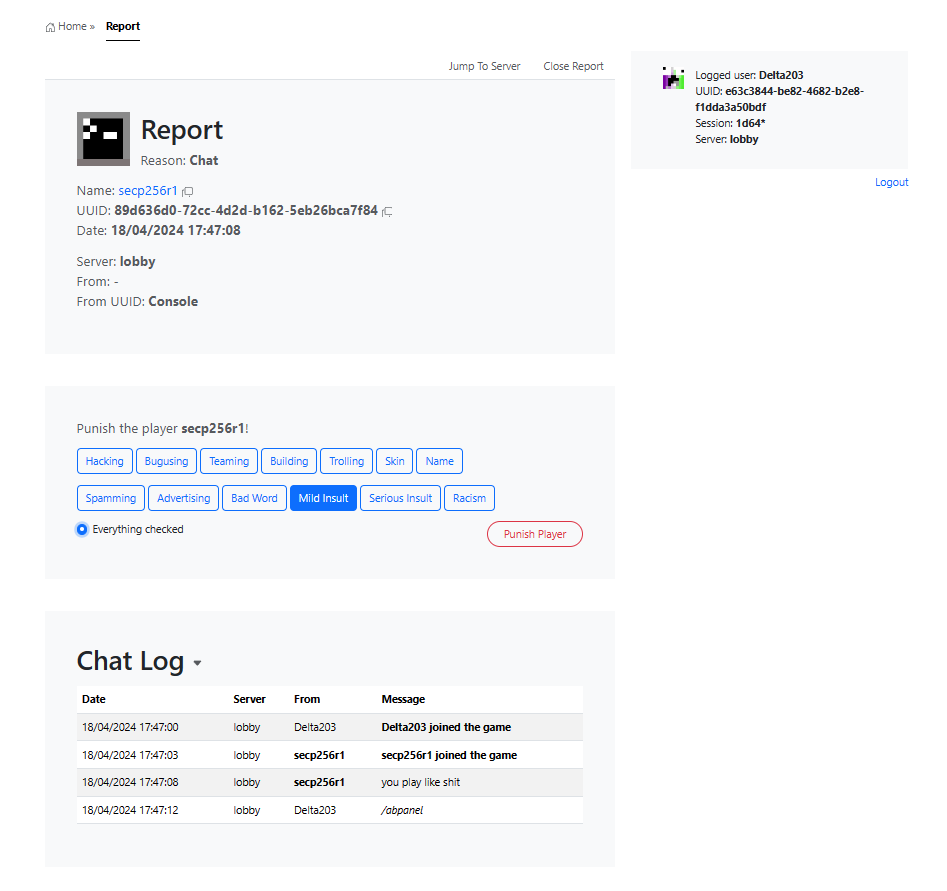 Home » Report
Jump To Server Close Report
Report
Reason: Chat
Name: secp256r1
UUID: 89d636d0-72cc-4d2d-b162-5eb26bca7f84
Date: 18/04/2024 17:47:08
Server: lobby
From: -
From UUID: Console
Logged user: Delta203
UUID: e63c3844-be82-4682-b2e8-
f1dda3a50bdf
Session: 1d64*
Server: lobby
Logout
Punish the player secp256r1!
Hacking Bugusing Teaming Building Trolling Skin Name
Spamming Advertising Bad Word Mild Insult Serious Insult Racism
Everything checked Punish Player
Chat Log
Date Server From Message
18/04/2024 17:47:00 lobby Delta203 Delta203 joined the game
18/04/2024 17:47:03 lobby secp256r1 secp256r1 joined the game
18/04/2024 17:47:08 lobby secp256r1 you play like shit
18/04/2024 17:47:12 lobby Delta203 /abpanel